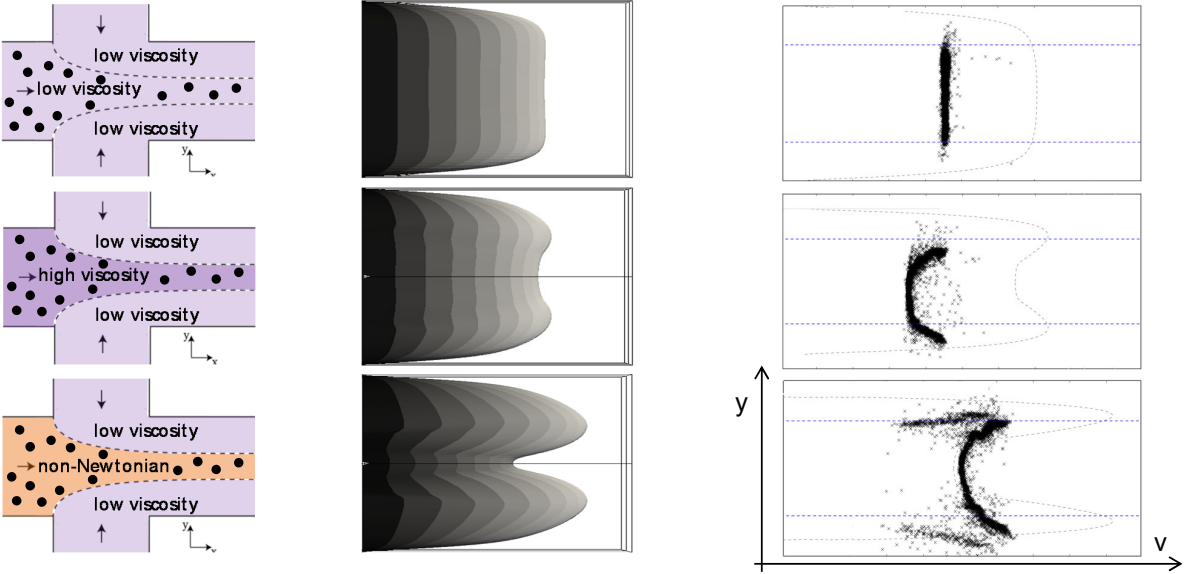 low viscosity
low viscosity
low viscosity
y
x
low viscosity
high viscosity
low viscosity
y
x
low viscosity
non-Newtonian
low viscosity
y
x
y
v